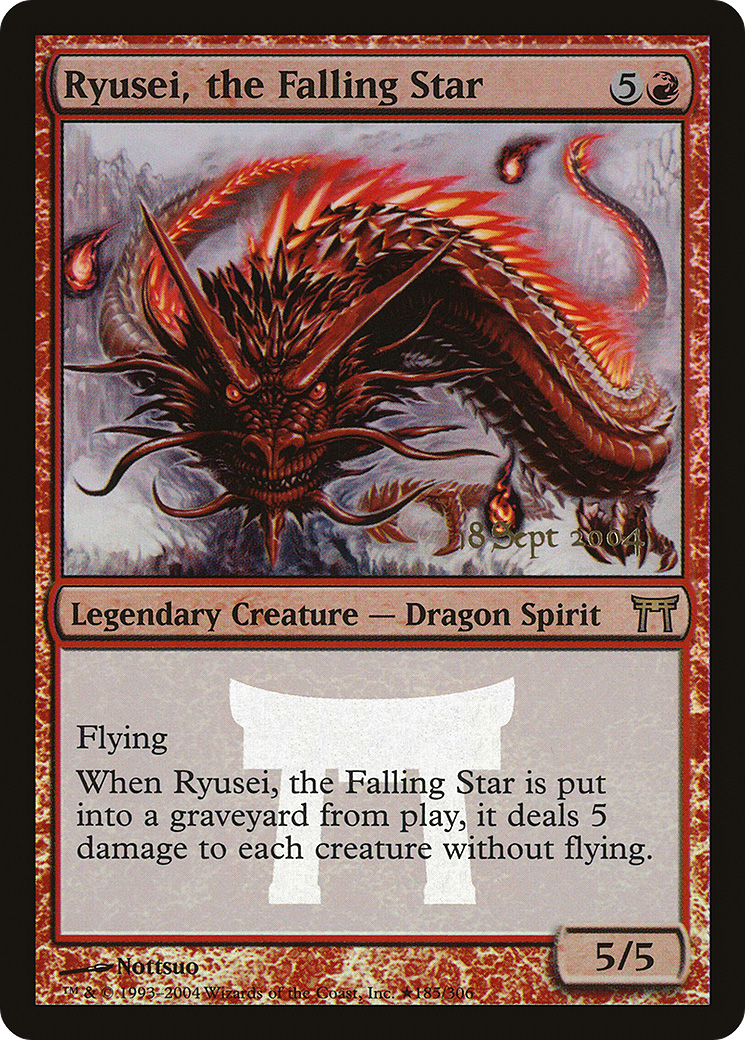 Ryusei, the Falling Star 5
18 Sept 2004
Legendary Creature — Dragon Spirit
Flying
When Ryusei, the Falling Star is put
into a graveyard from play, it deals 5
damage to each creature without flying.
5/5
Nottsuo
™ & © 1993–2004 Wizards of the Coast, Inc. ★185/306